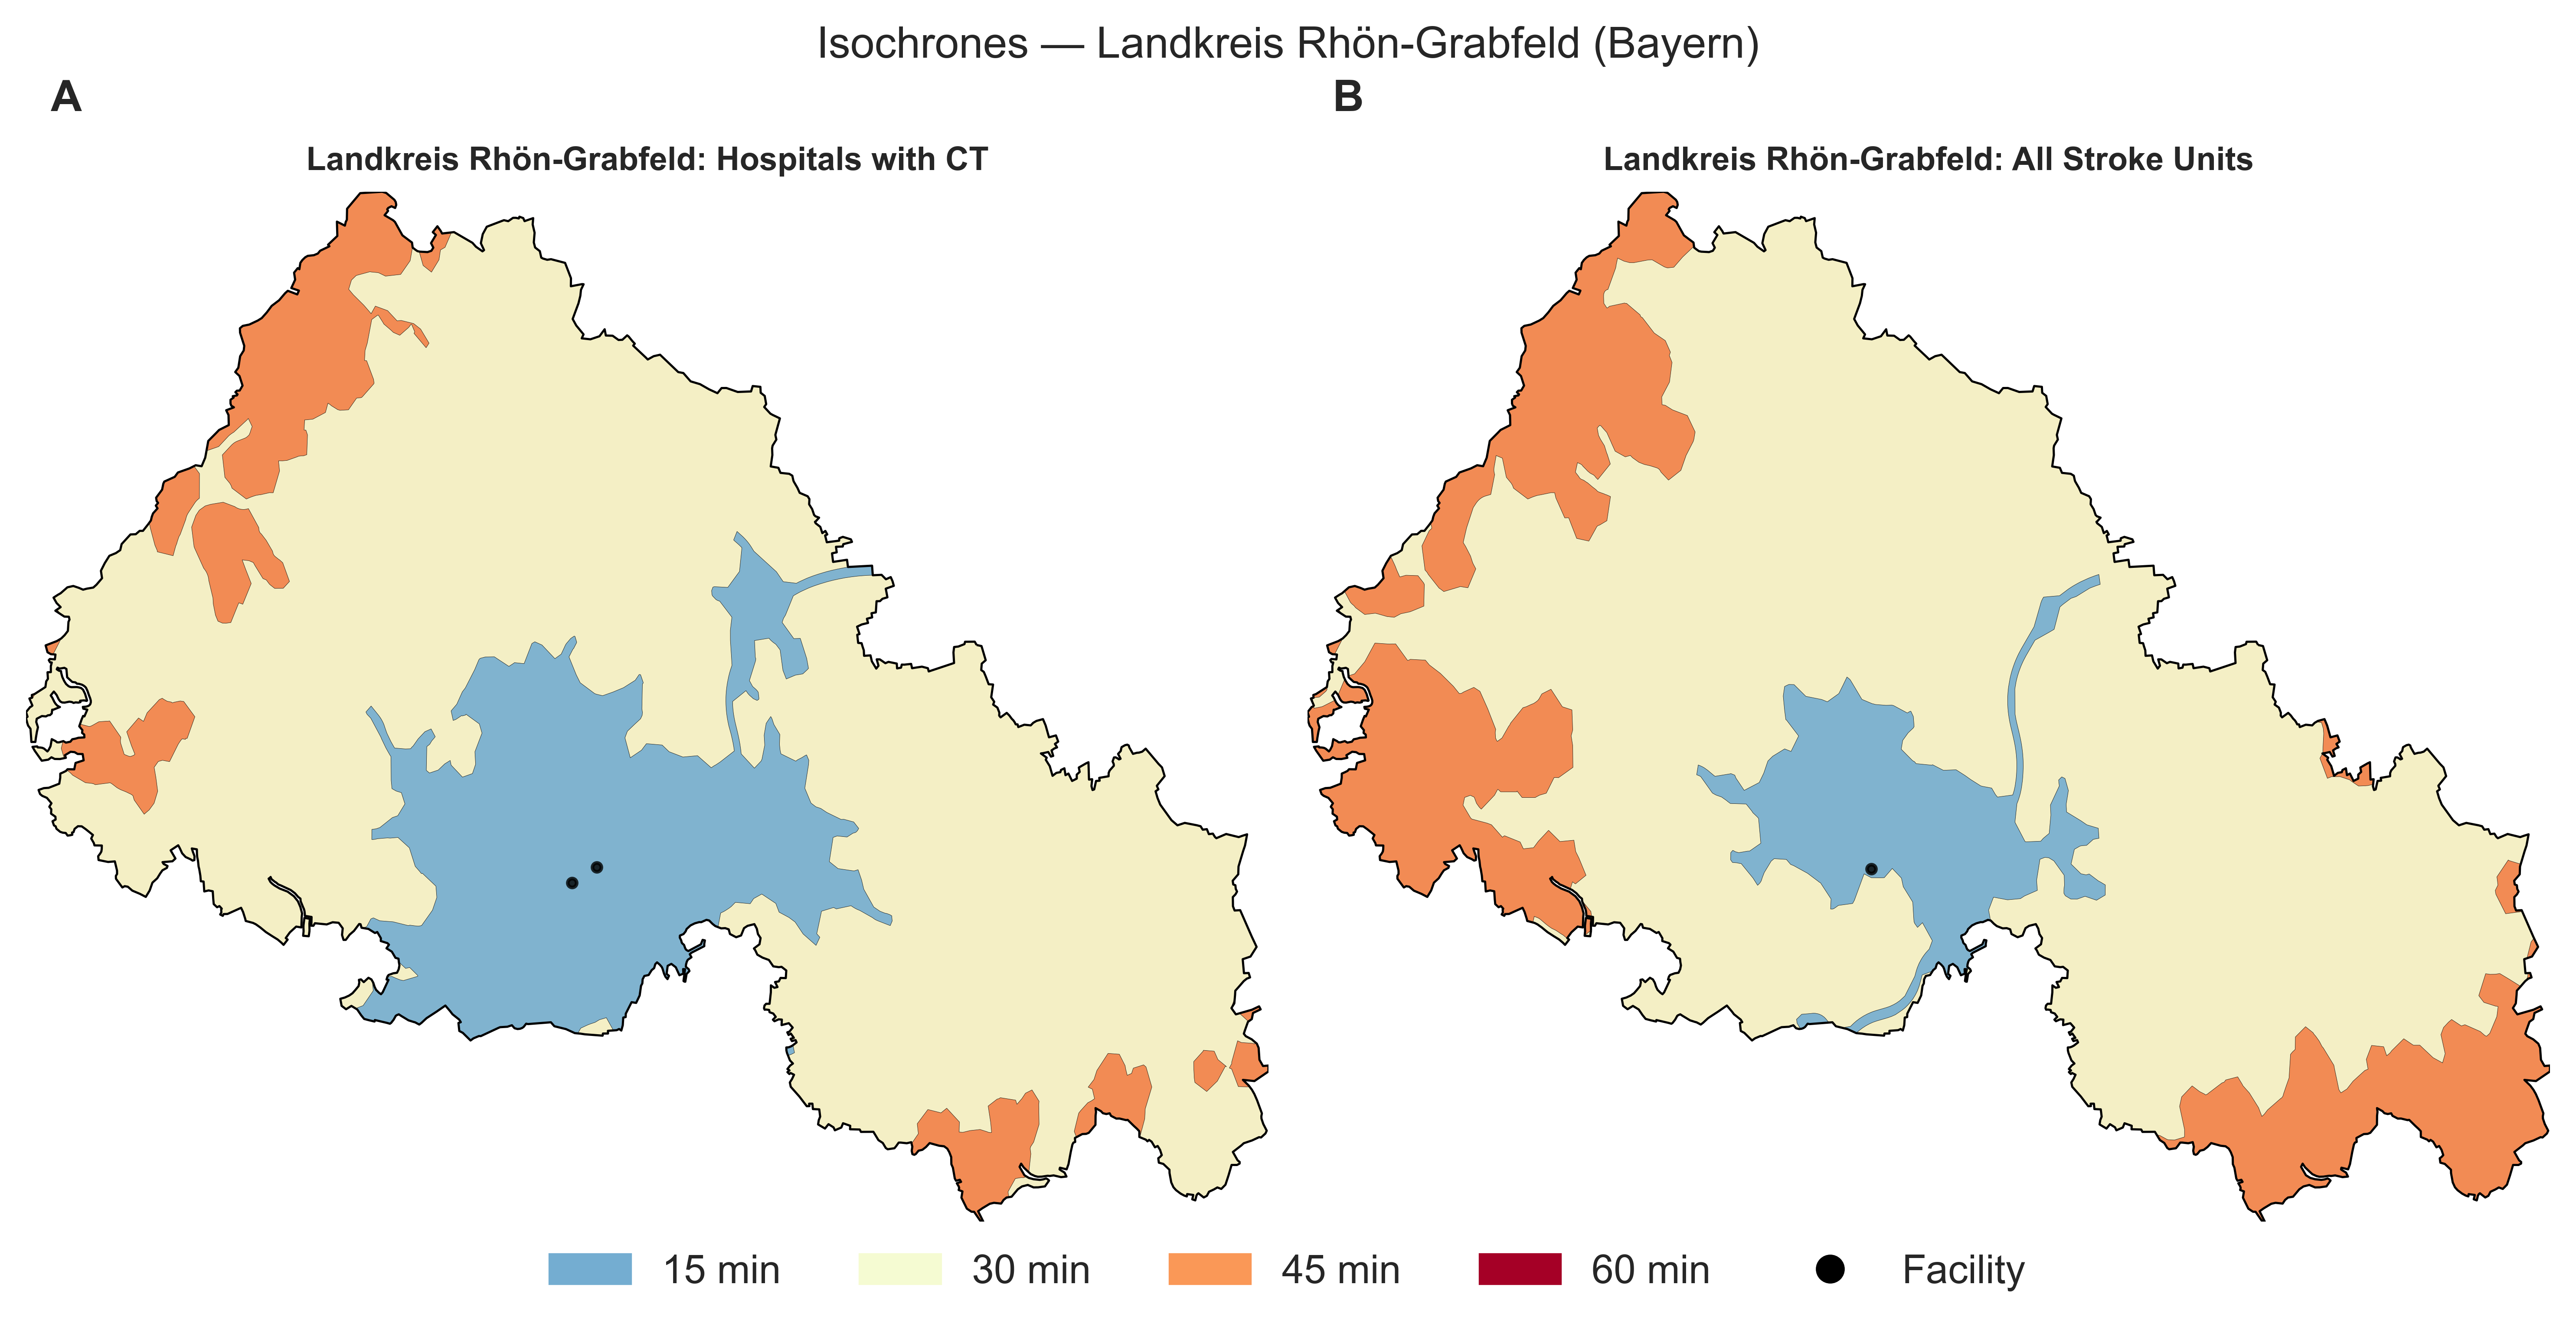 Isochrones — Landkreis Rhön-Grabfeld (Bayern)
A
B
Landkreis Rhön-Grabfeld: Hospitals with CT
Landkreis Rhön-Grabfeld: All Stroke Units
15 min
30 min
45 min
60 min
Facility